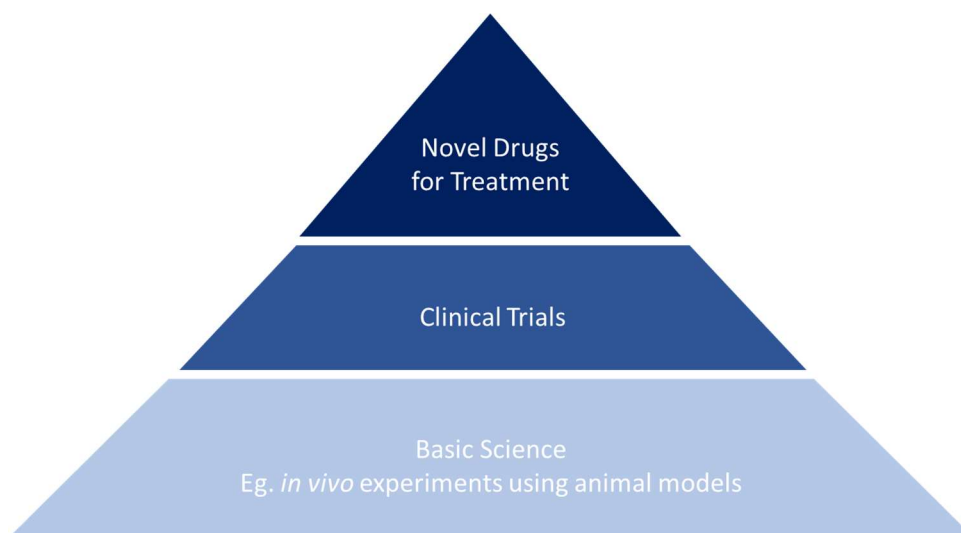 Novel Drugs
for Treatment
Clinical Trials
Basic Science
Eg. in vivo experiments using animal models